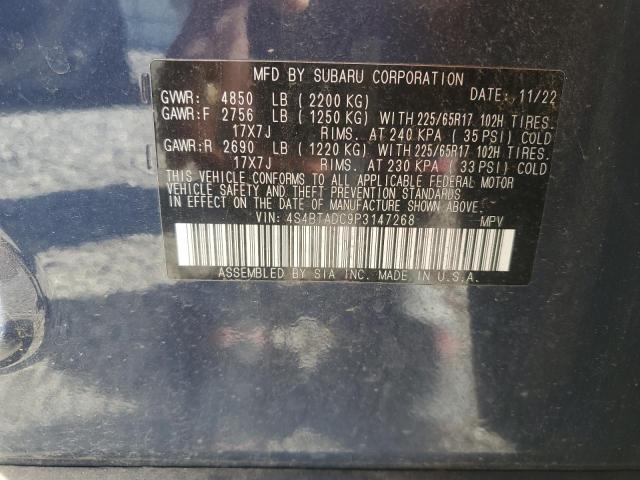 MFD BY SUBARU CORPORATION DATE: 11/22
GVWR: 4850 LB (2200 KG)
GAWR:F 2756 LB (1250 KG) WITH 225/65R17 102H TIRES.
17X7J RIMS. AT 240 KPA (35 PSI) COLD
GAWR:R 2690 LB (1220 KG) WITH 225/65R17 102H TIRES.
17X7J RIMS. AT 230 KPA (33 PSI) COLD
THIS VEHICLE CONFORMS TO ALL APPLICABLE FEDERAL MOTOR
VEHICLE SAFETY AND THEFT PREVENTION STANDARDS
IN EFFECT ON THE DATE OF MANUFACTURE SHOWN ABOVE.
VIN: 4S4BTADC9P3147268 MPV
ASSEMBLED BY SIA INC. MADE IN U.S.A.